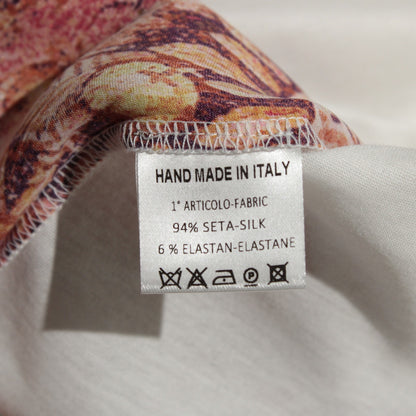 HAND MADE IN ITALY
1° ARTICOLO-FABRIC
94% SETA-SILK
6 % ELASTAN-ELASTANE
P